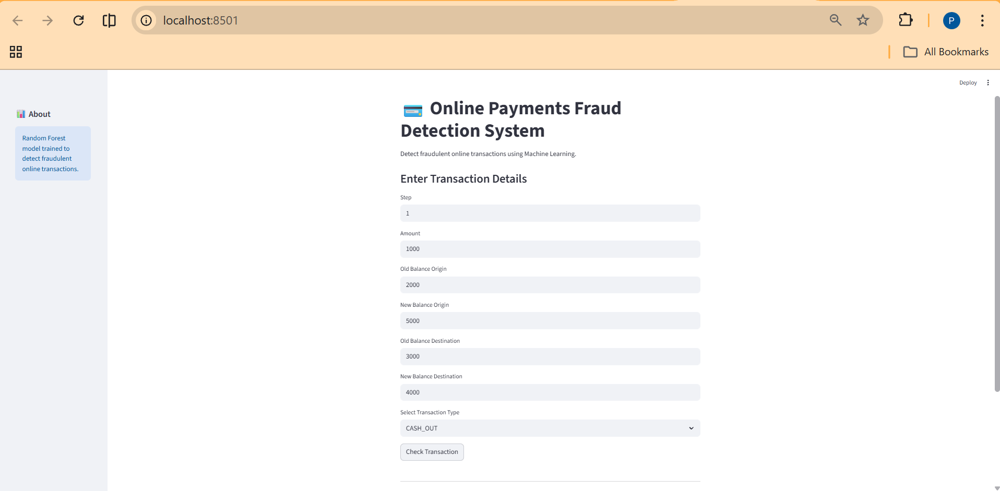 localhost:8501
P
All Bookmarks
Deploy
About
Random Forest
model trained to
detect fraudulent
online transactions.
Online Payments Fraud
Detection System
Detect fraudulent online transactions using Machine Learning.
Enter Transaction Details
Step
1
Amount
1000
Old Balance Origin
2000
New Balance Origin
5000
Old Balance Destination
3000
New Balance Destination
4000
Select Transaction Type
CASH_OUT
Check Transaction